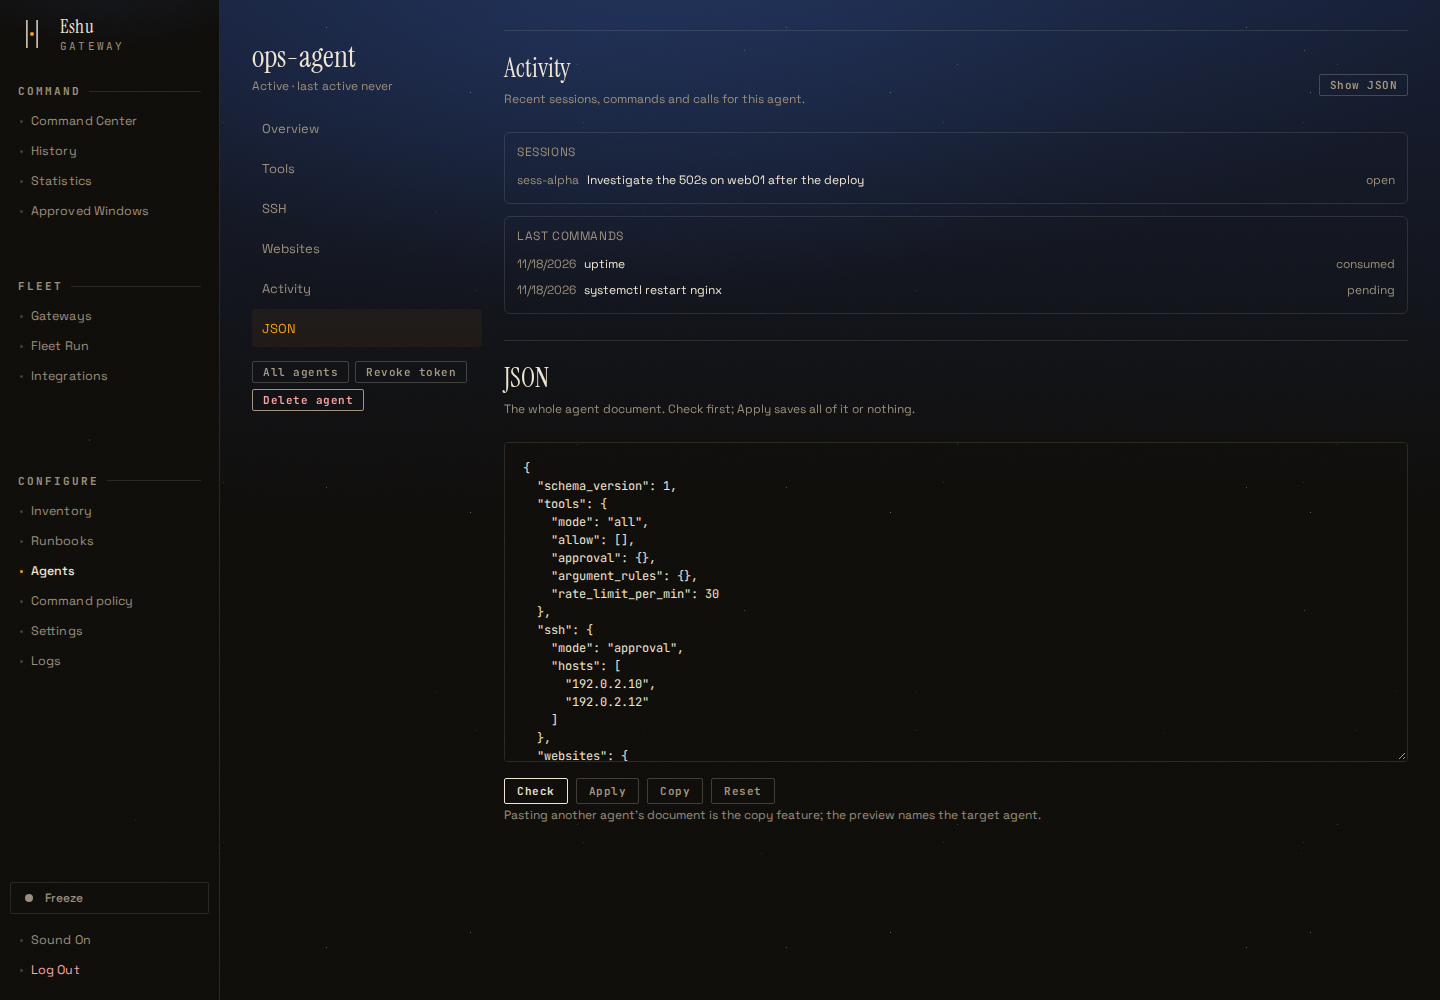 Eshu
GATEWAY
COMMAND
Command Center
History
Statistics
Approved Windows
FLEET
Gateways
Fleet Run
Integrations
CONFIGURE
Inventory
Runbooks
Agents
Command policy
Settings
Logs
Freeze
Sound On
Log Out
ops-agent
Active · last active never
Overview
Tools
SSH
Websites
Activity
JSON
All agents
Revoke token
Delete agent
Activity
Recent sessions, commands and calls for this agent.
Show JSON
SESSIONS
sess-alpha Investigate the 502s on web01 after the deploy open
LAST COMMANDS
11/18/2026 uptime consumed
11/18/2026 systemctl restart nginx pending
JSON
The whole agent document. Check first; Apply saves all of it or nothing.
{
  "schema_version": 1,
  "tools": {
    "mode": "all",
    "allow": [],
    "approval": {},
    "argument_rules": {},
    "rate_limit_per_min": 30
  },
  "ssh": {
    "mode": "approval",
    "hosts": [
      "192.0.2.10",
      "192.0.2.12"
    ]
  },
  "websites": {
Check
Apply
Copy
Reset
Pasting another agent's document is the copy feature; the preview names the target agent.